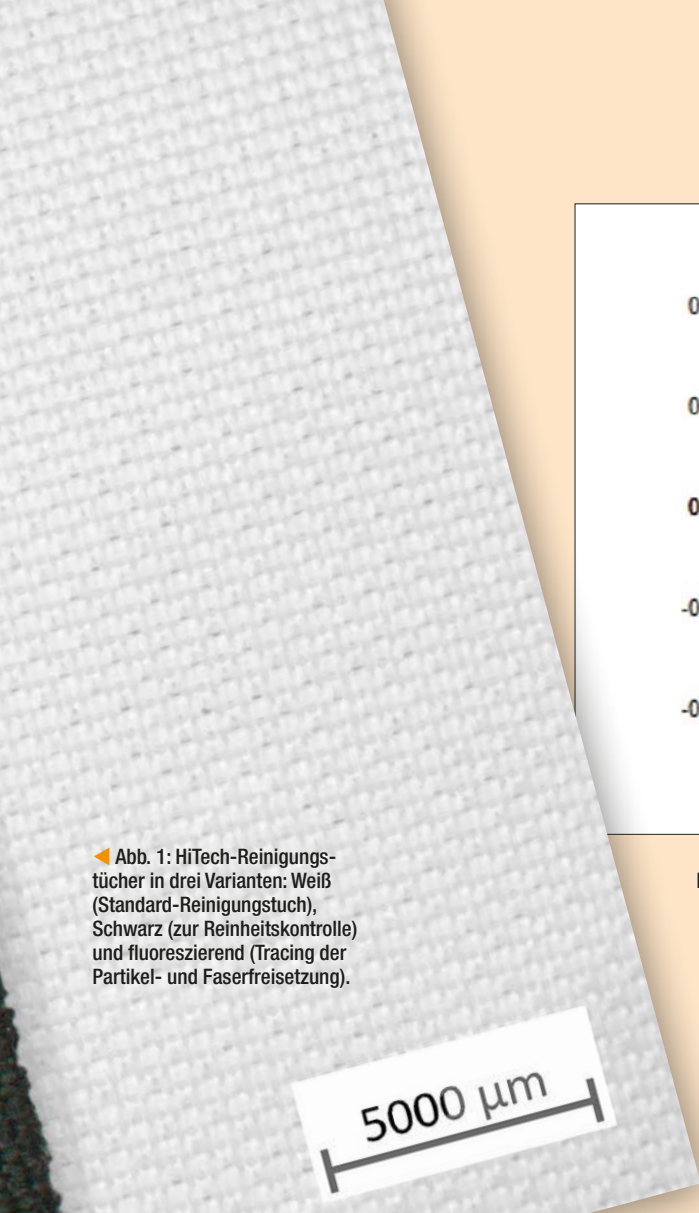 0
0
0
-0
-0
Abb. 1: HiTech-Reinigungs-
tücher in drei Varianten: Weiß
(Standard-Reinigungstuch),
Schwarz (zur Reinheitskontrolle)
und fluoreszierend (Tracing der
Partikel- und Faserfreisetzung).
5000 µm